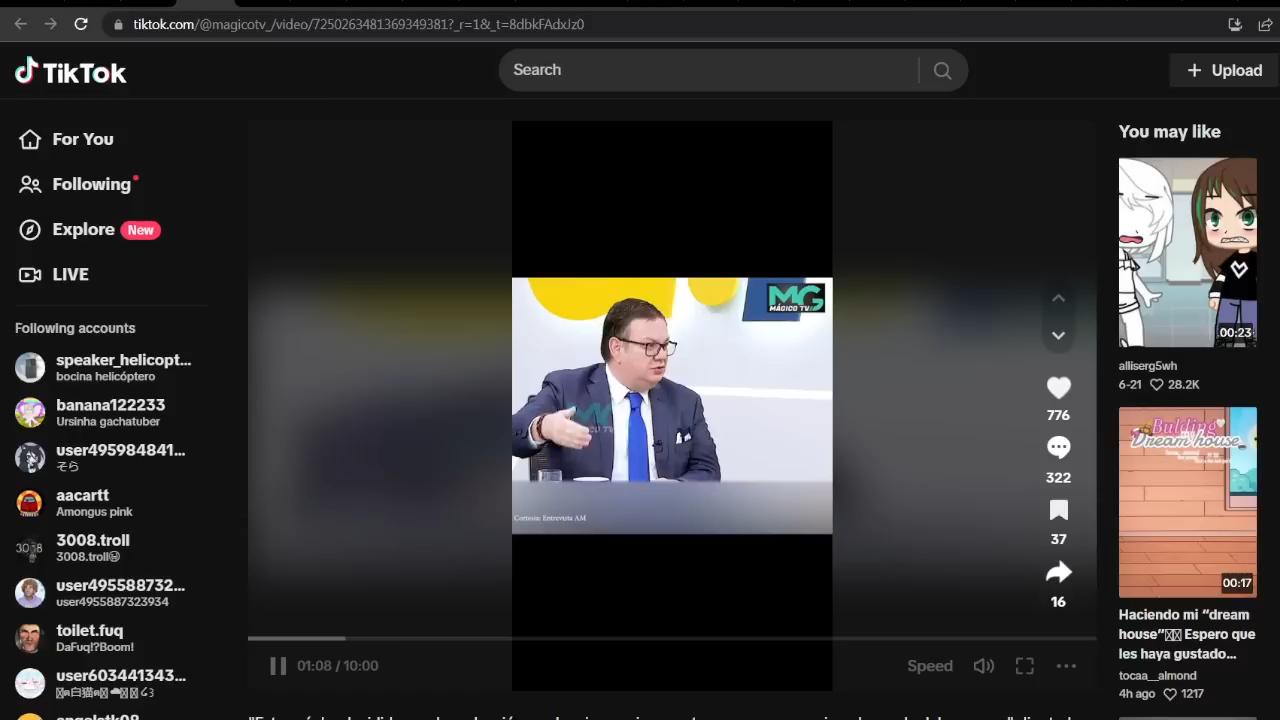 tiktok.com/@magicotv_/video/7250263481369349381?_r=1&_t=8dbkFAdxJz0
TikTok
Search
Upload
For You
Following
Explore New
LIVE
Following accounts
speaker_helicopt...
bocina helicóptero
banana122233
Ursinha gachatuber
user495984841...
そら
aacartt
Amongus pink
3008.troll
3008.troll
user495588732...
user4955887323934
toilet.fuq
DaFuq!?Boom!
user603441343...
MG
MÁGICO TV
Cortesía: Entrevista AM
776
322
37
16
01:08 / 10:00
Speed
You may like
00:23
alliserg5wh
6-21 28.2K
Bulding
Dream house
00:17
Haciendo mi “dream
house” Espero que
les haya gustado...
tocaa__almond
4h ago 1217